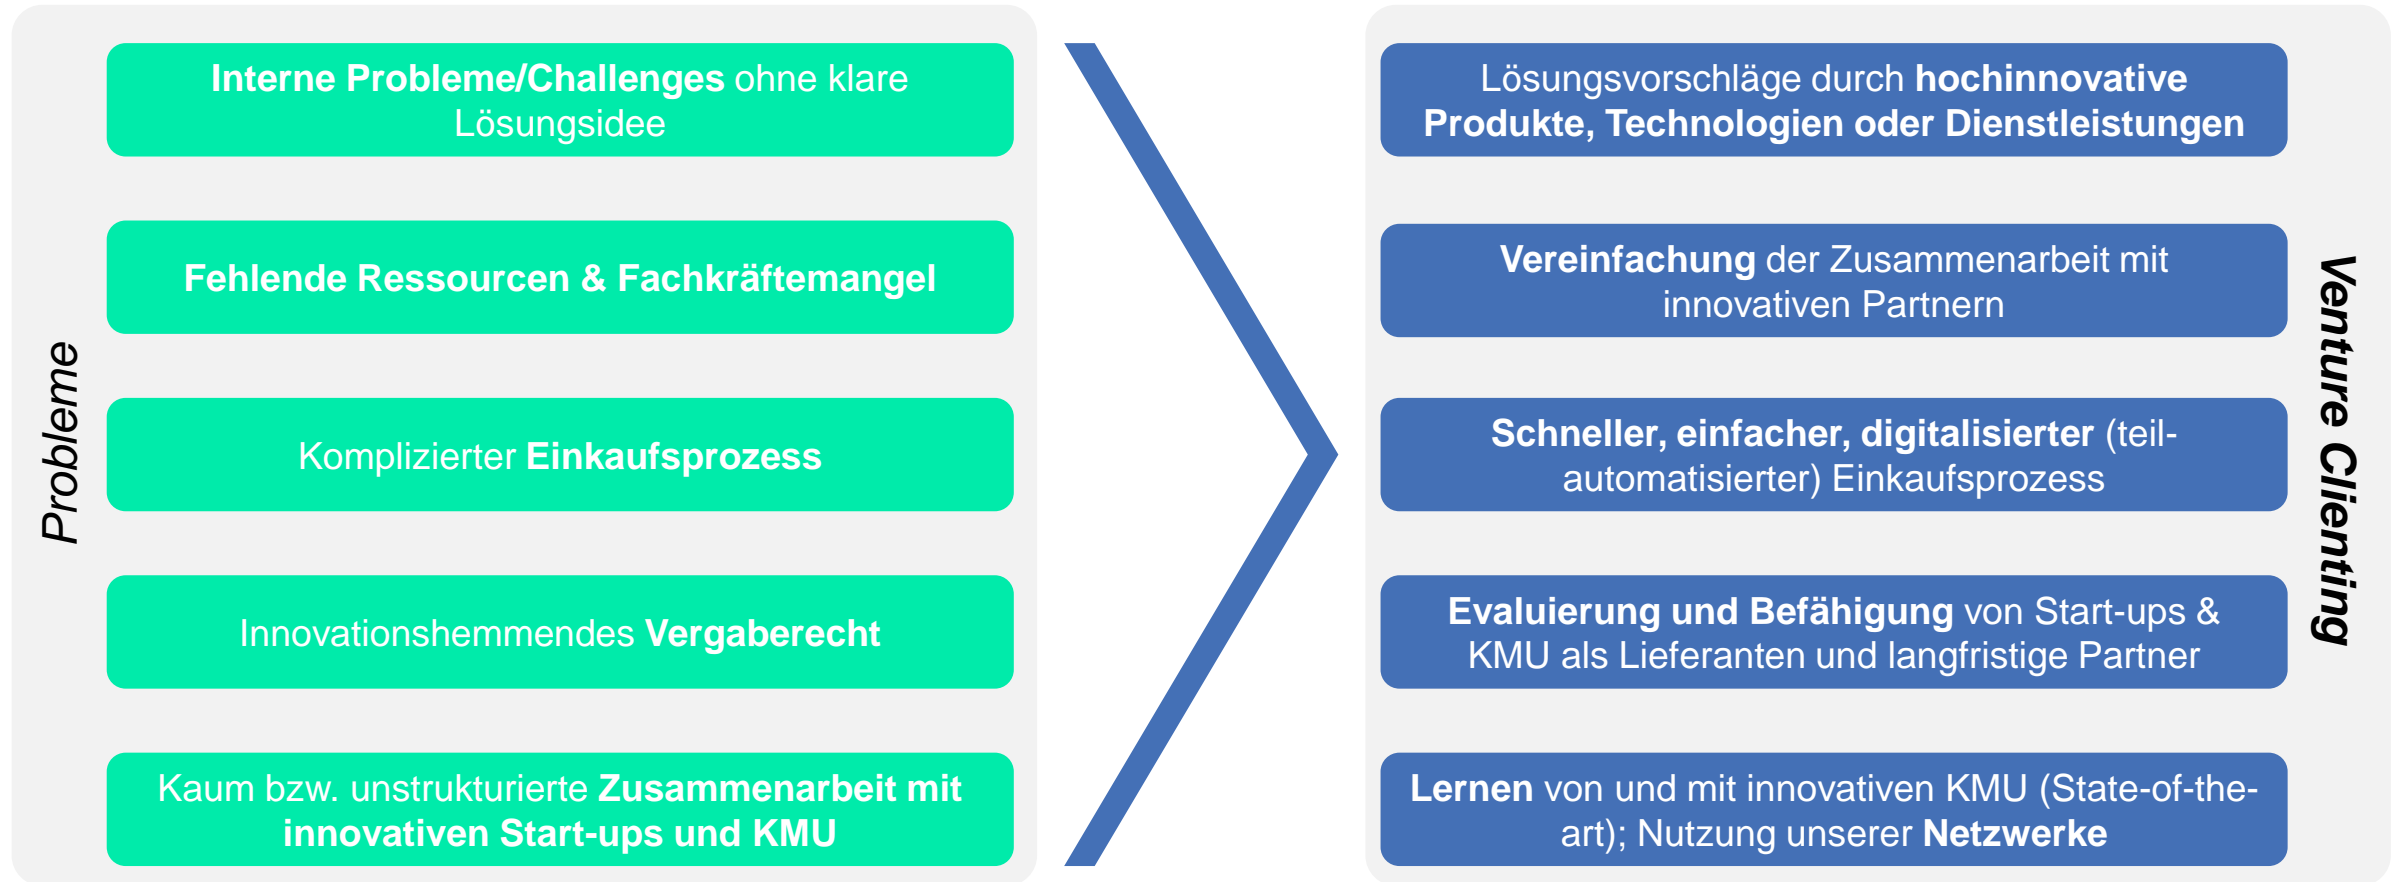 Probleme
Interne Probleme/Challenges ohne klare
Lösungsidee
Fehlende Ressourcen & Fachkräftemangel
Komplizierter Einkaufsprozess
Innovationshemmendes Vergaberecht
Kaum bzw. unstrukturierte Zusammenarbeit mit
innovativen Start-ups und KMU
Lösungsvorschläge durch hochinnovative
Produkte, Technologien oder Dienstleistungen
Vereinfachung der Zusammenarbeit mit
innovativen Partnern
Schneller, einfacher, digitalisierter (teil-
automatisierter) Einkaufsprozess
Evaluierung und Befähigung von Start-ups &
KMU als Lieferanten und langfristige Partner
Lernen von und mit innovativen KMU (State-of-the-
art); Nutzung unserer Netzwerke
Venture Clienting